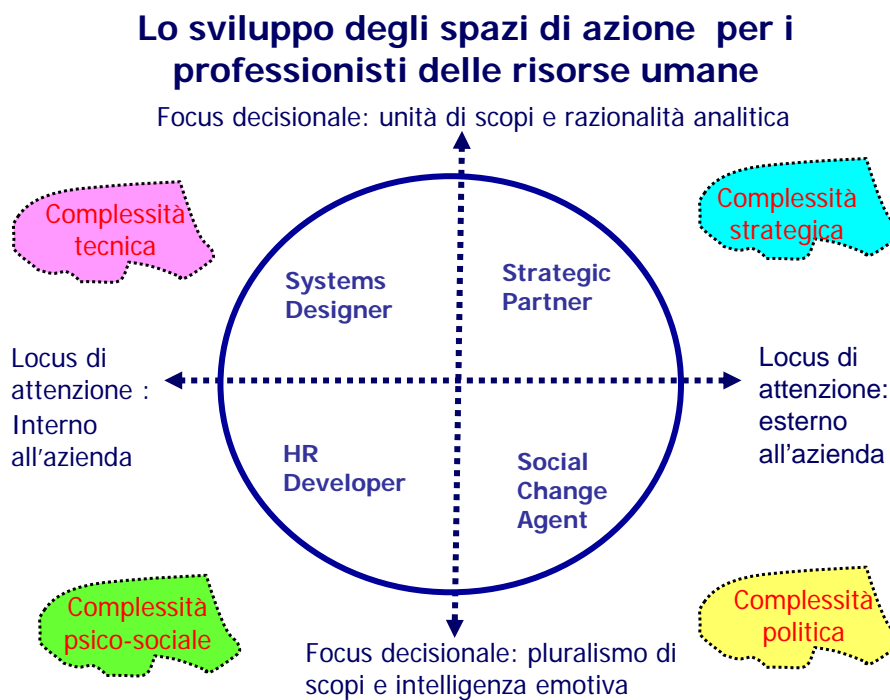 Lo sviluppo degli spazi di azione per i
professionisti delle risorse umane
Focus decisionale: unità di scopi e razionalità analitica
Complessità
tecnica
Complessità
strategica
Systems
Designer
Strategic
Partner
Locus di
attenzione :
Interno
all'azienda
Locus di
attenzione:
esterno
all'azienda
HR
Developer
Social
Change
Agent
Complessità
psico-sociale
Complessità
politica
Focus decisionale: pluralismo di
scopi e intelligenza emotiva